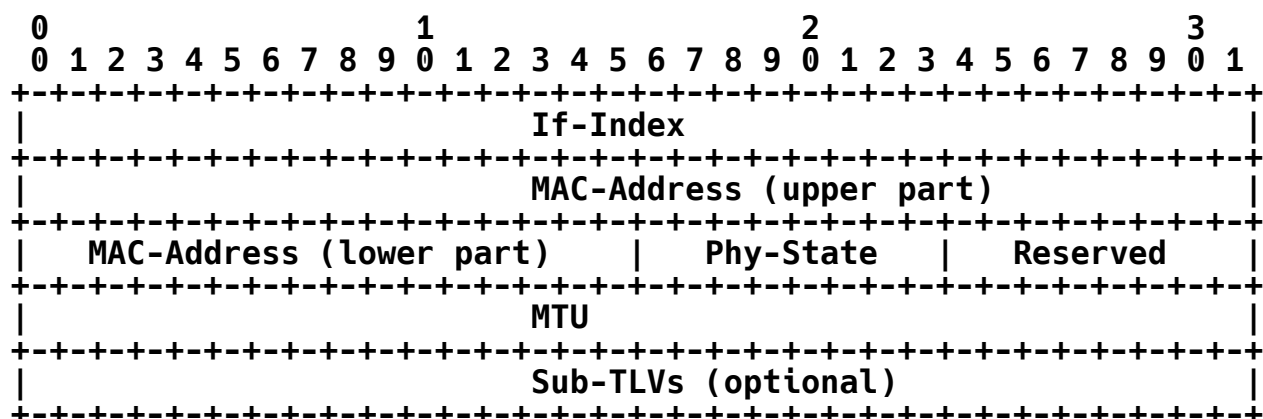 0                   1                   2                   3
 0 1 2 3 4 5 6 7 8 9 0 1 2 3 4 5 6 7 8 9 0 1 2 3 4 5 6 7 8 9 0 1
+-+-+-+-+-+-+-+-+-+-+-+-+-+-+-+-+-+-+-+-+-+-+-+-+-+-+-+-+-+-+-+-+
|                          If-Index                             |
+-+-+-+-+-+-+-+-+-+-+-+-+-+-+-+-+-+-+-+-+-+-+-+-+-+-+-+-+-+-+-+-+
|                          MAC-Address (upper part)             |
+-+-+-+-+-+-+-+-+-+-+-+-+-+-+-+-+-+-+-+-+-+-+-+-+-+-+-+-+-+-+-+-+
|   MAC-Address (lower part)    |   Phy-State   |   Reserved    |
+-+-+-+-+-+-+-+-+-+-+-+-+-+-+-+-+-+-+-+-+-+-+-+-+-+-+-+-+-+-+-+-+
|                          MTU                                  |
+-+-+-+-+-+-+-+-+-+-+-+-+-+-+-+-+-+-+-+-+-+-+-+-+-+-+-+-+-+-+-+-+
|                          Sub-TLVs (optional)                  |
+-+-+-+-+-+-+-+-+-+-+-+-+-+-+-+-+-+-+-+-+-+-+-+-+-+-+-+-+-+-+-+-+